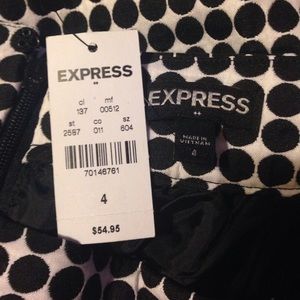 EXPRESS
cl mf
137 00512
st co sz
2587 011 604
70146761
4
$54.95
EXPRESS
MADE IN
VIETNAM
4